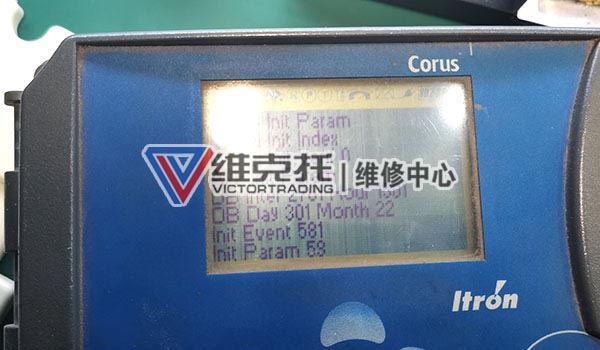 Corus
Init Param
Init Index
维克托 维修中心
VICTORTRADING
DB Day 301 Month 22
Init Event 581
Init Param 58
Itron